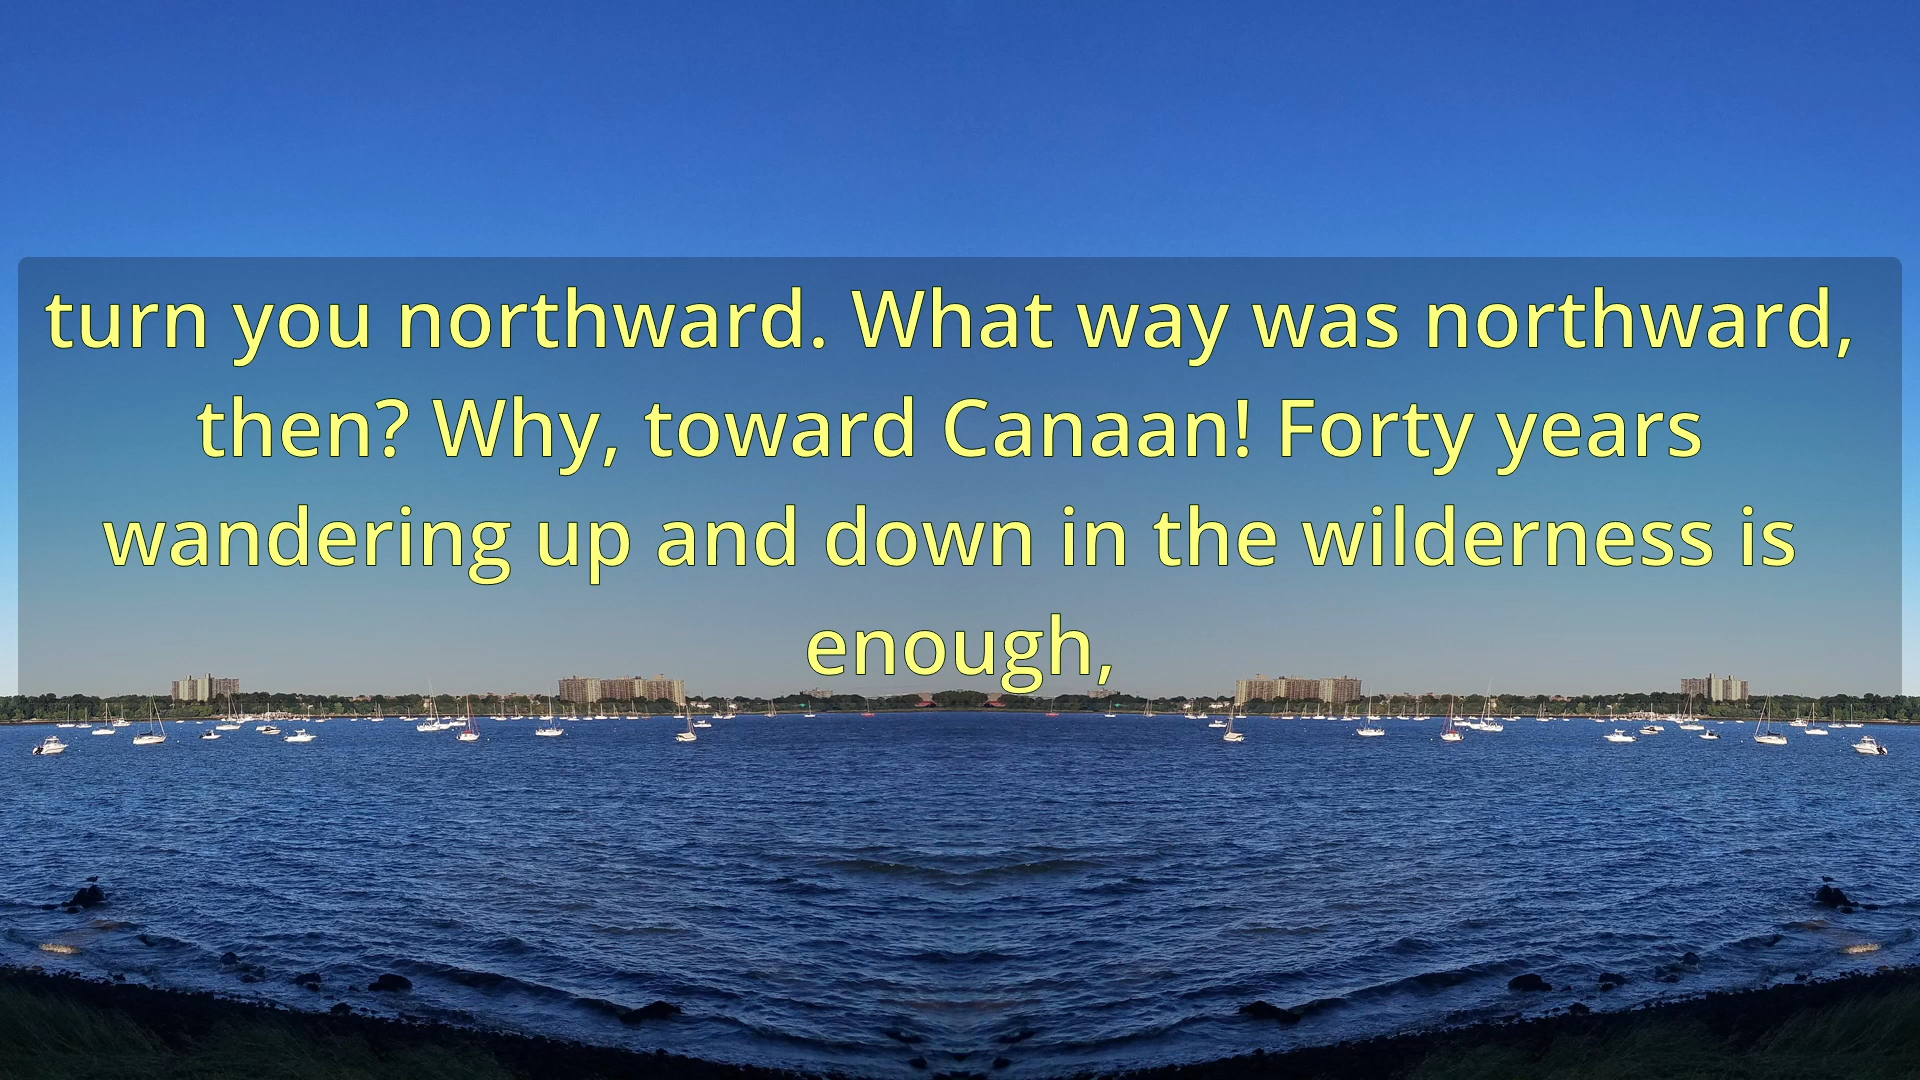 turn you northward. What way was northward,
then? Why, toward Canaan! Forty years
wandering up and down in the wilderness is
enough,